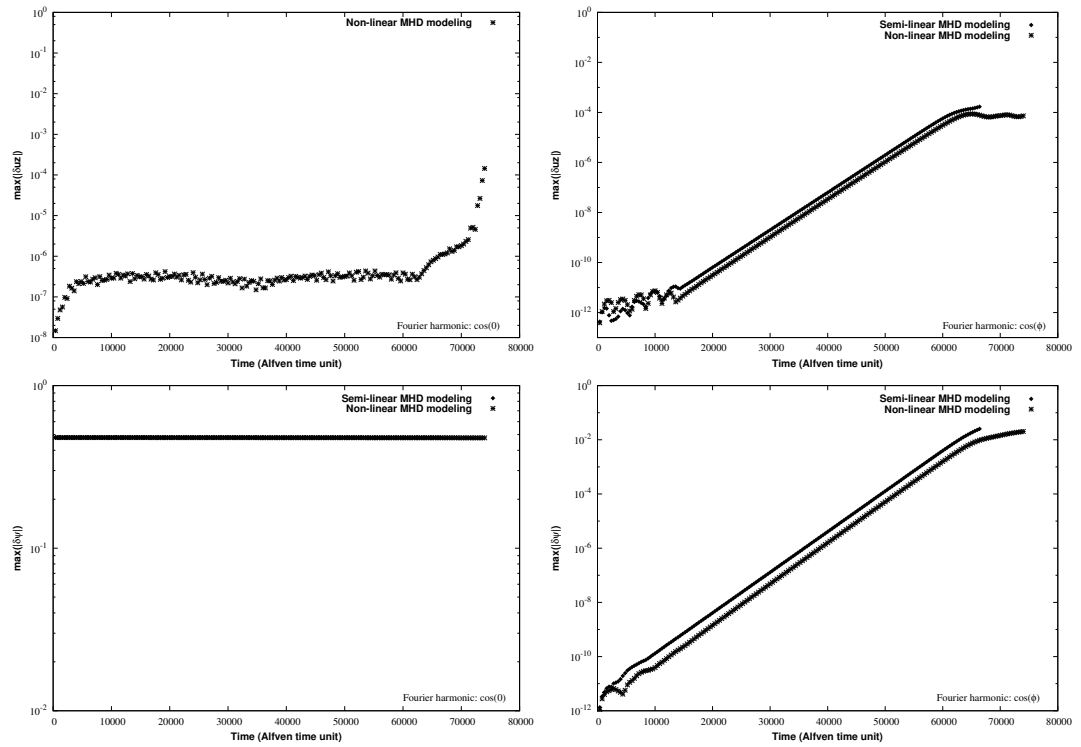 Non-linear MHD modeling
10^0
10^-1
10^-2
10^-3
10^-4
10^-5
10^-6
10^-7
10^-8
max(|δuz|)
Fourier harmonic: cos(0)
0 10000 20000 30000 40000 50000 60000 70000 80000
Time (Alfven time unit)
Semi-linear MHD modeling
Non-linear MHD modeling
10^0
10^-2
10^-4
10^-6
10^-8
10^-10
10^-12
max(|δuz|)
Fourier harmonic: cos(ϕ)
0 10000 20000 30000 40000 50000 60000 70000 80000
Time (Alfven time unit)
Semi-linear MHD modeling
Non-linear MHD modeling
10^0
10^-1
10^-2
max(|δψ|)
Fourier harmonic: cos(0)
0 10000 20000 30000 40000 50000 60000 70000 80000
Time (Alfven time unit)
Semi-linear MHD modeling
Non-linear MHD modeling
10^0
10^-2
10^-4
10^-6
10^-8
10^-10
10^-12
max(|δψ|)
Fourier harmonic: cos(ϕ)
0 10000 20000 30000 40000 50000 60000 70000 80000
Time (Alfven time unit)